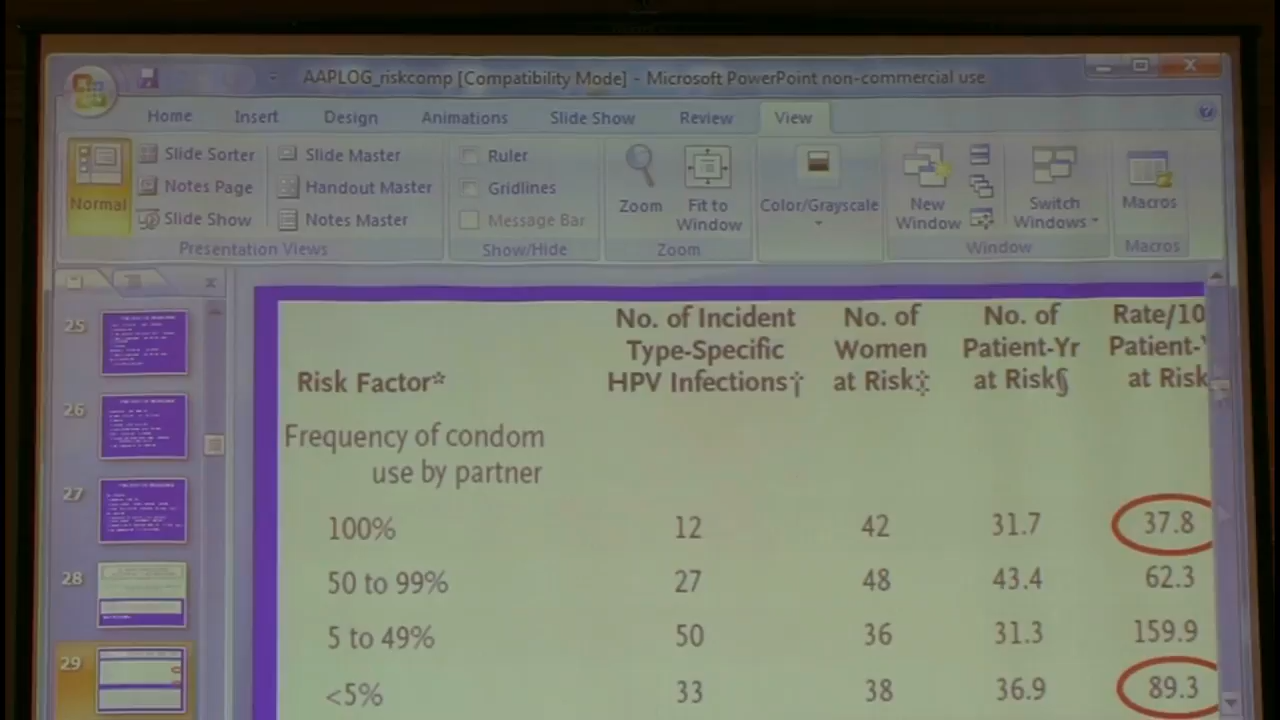 AAPLOG_riskcomp [Compatibility Mode] - Microsoft PowerPoint non-commercial use
Home Insert Design Animations Slide Show Review View
Normal
Slide Sorter
Notes Page
Slide Show
Slide Master
Handout Master
Notes Master
Presentation Views
Ruler
Gridlines
Message Bar
Show/Hide
Zoom
Fit to
Window
Zoom
Color/Grayscale
New
Window
Switch
Windows
Window
Macros
Macros
25
26
27
28
29
Risk Factor*
No. of Incident
Type-Specific
HPV Infections†
No. of
Women
at Risk‡
No. of
Patient-Yr
at Risk§
Rate/10
Patient-Y
at Risk
Frequency of condom
use by partner
100% 12 42 31.7 37.8
50 to 99% 27 48 43.4 62.3
5 to 49% 50 36 31.3 159.9
<5% 33 38 36.9 89.3